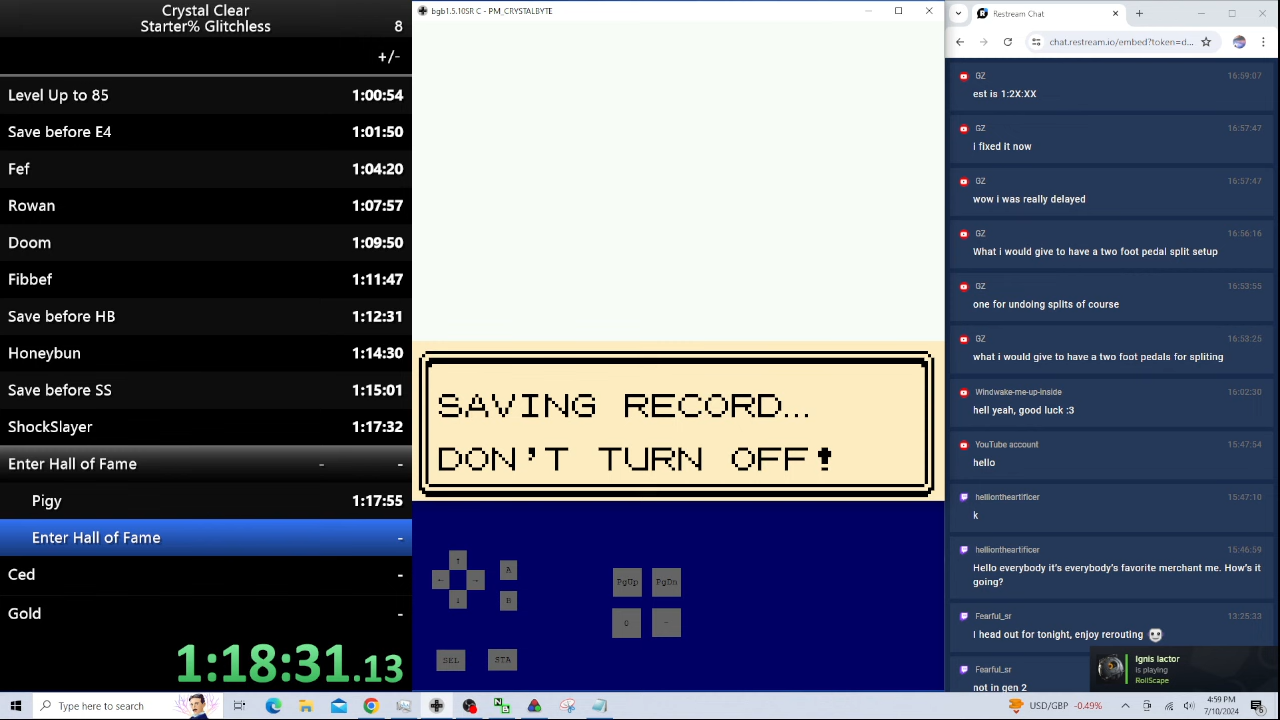 Crystal Clear
Starter% Glitchless 8
+/-
Level Up to 85 1:00:54
Save before E4 1:01:50
Fef 1:04:20
Rowan 1:07:57
Doom 1:09:50
Fibbef 1:11:47
Save before HB 1:12:31
Honeybun 1:14:30
Save before SS 1:15:01
ShockSlayer 1:17:32
Enter Hall of Fame - -
Pigy 1:17:55
Enter Hall of Fame -
Ced -
Gold -
1:18:31.13
bgb1.5.10SR C - PM_CRYSTALBYTE
SAVING RECORD...
DON'T TURN OFF!
A
B
SEL
STA
PgUp
PgDn
0
-
Restream Chat
chat.restream.io/embed?token=d...
GZ 16:59:07
est is 1:2X:XX
GZ 16:57:47
I fixed it now
GZ 16:57:47
wow i was really delayed
GZ 16:56:16
What i would give to have a two foot pedal split setup
GZ 16:53:55
one for undoing splits of course
GZ 16:53:25
what i would give to have a two foot pedals for spliting
Windwake-me-up-inside 16:02:30
hell yeah, good luck :3
YouTube account 15:47:54
hello
helliontheartificer 15:47:10
k
helliontheartificer 15:46:59
Hello everybody it's everybody's favorite merchant me. How's it
going?
Fearful_sr 13:25:33
I head out for tonight, enjoy rerouting
Fearful_sr
not in gen 2
Ignis Iactor
is playing
RollScape
Type here to search
USD/GBP -0.49%
4:59 PM
7/10/2024